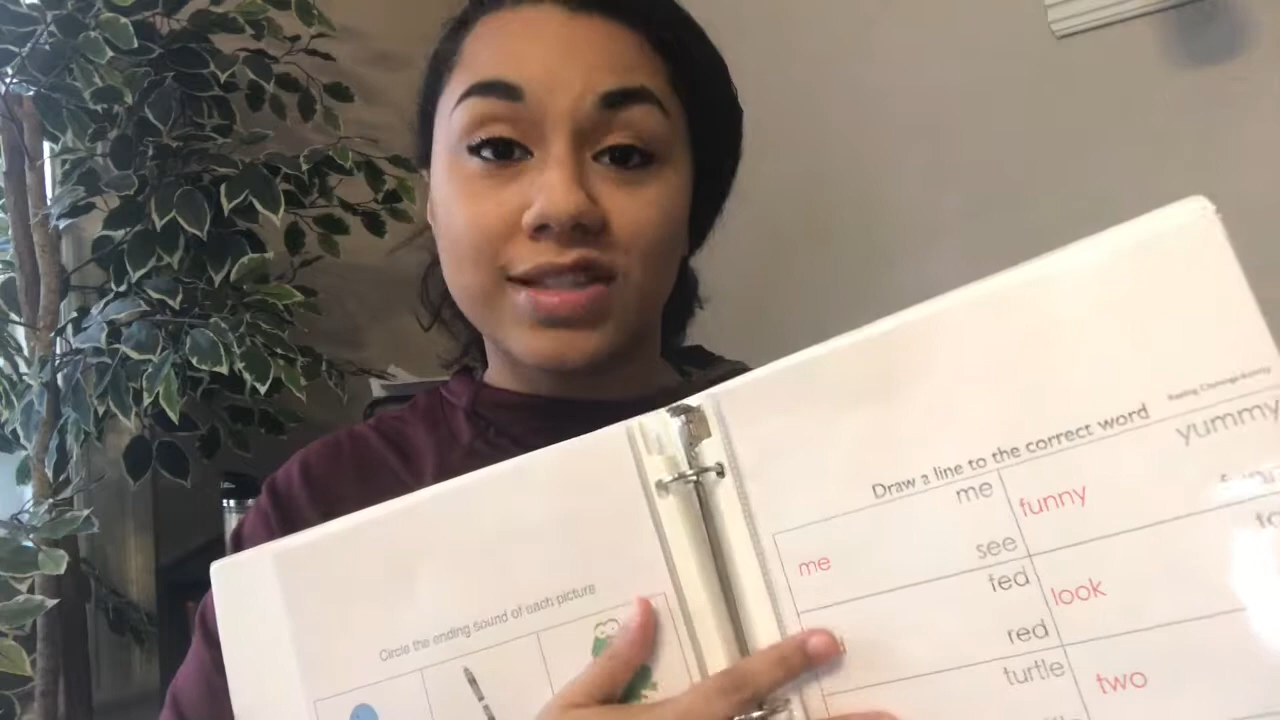 Circle the ending sound of each picture
Draw a line to the correct word
me
me
see
funny
yummy
fed
red
look
turtle
two